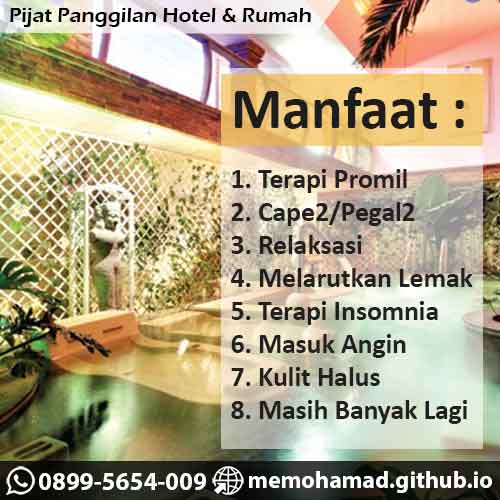 Pijat Panggilan Hotel & Rumah
Manfaat :
1. Terapi Promil
2. Cape2/Pegal2
3. Relaksasi
4. Melarutkan Lemak
5. Terapi Insomnia
6. Masuk Angin
7. Kulit Halus
8. Masih Banyak Lagi
0899-5654-009 memohamad.github.io